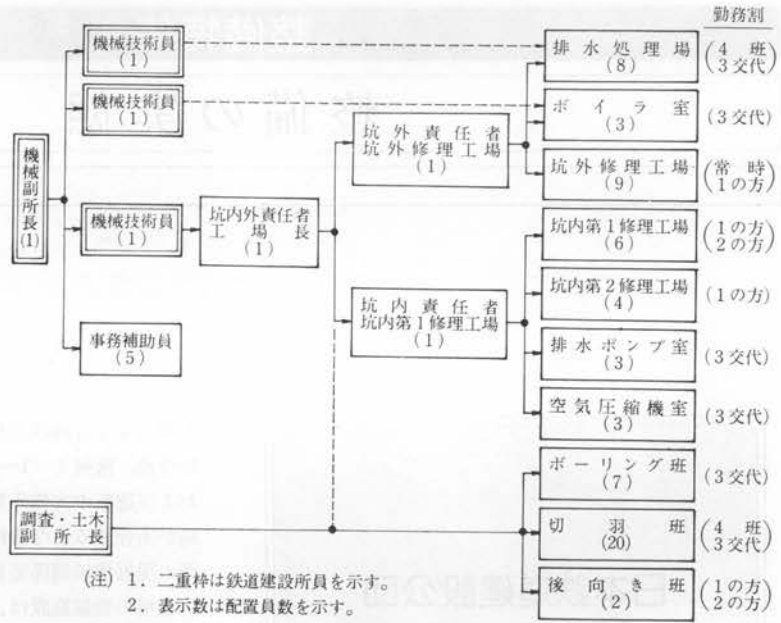 勤務割
機械副所長(1)
機械技術員
(1)
機械技術員
(1)
機械技術員
(1)
事務補助員
(5)
坑内外責任者
工場長
(1)
坑外責任者
坑外修理工場
(1)
坑内責任者
坑内第1修理工場
(1)
排水処理場
(8)
(4班
3交代)
ボイラ室
(3)
(3交代)
坑外修理工場
(9)
(常時
1の方)
坑内第1修理工場
(6)
(1の方
2の方)
坑内第2修理工場
(4)
(1の方)
排水ポンプ室
(3)
(3交代)
空気圧縮機室
(3)
(3交代)
調査・土木
副所長
ボーリング班
(7)
(3交代)
切羽班
(20)
(4班
3交代)
後向き班
(2)
(1の方
2の方)
(注) 1. 二重枠は鉄道建設所員を示す。
2. 表示数は配置員数を示す。